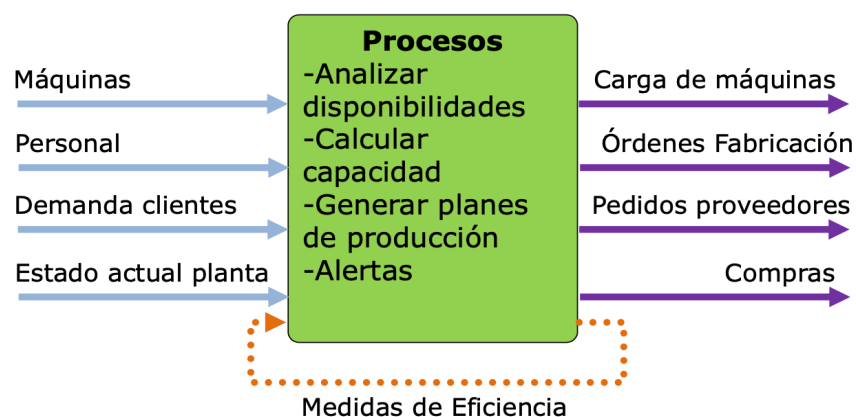 Procesos
-Analizar
disponibilidades
-Calcular
capacidad
-Generar planes
de producción
-Alertas
Máquinas
Personal
Demanda clientes
Estado actual planta
Carga de máquinas
Órdenes Fabricación
Pedidos proveedores
Compras
Medidas de Eficiencia